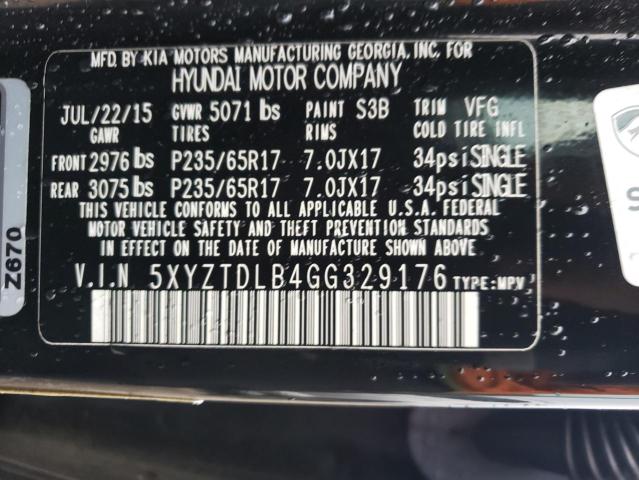 MFD. BY KIA MOTORS MANUFACTURING GEORGIA, INC. FOR
HYUNDAI MOTOR COMPANY
JUL/22/15 GVWR 5071 lbs PAINT S3B TRIM VFG
GAWR TIRES RIMS COLD TIRE INFL
FRONT 2976 lbs P235/65R17 7.0JX17 34psi SINGLE
REAR 3075 lbs P235/65R17 7.0JX17 34psi SINGLE
THIS VEHICLE CONFORMS TO ALL APPLICABLE U.S.A. FEDERAL
MOTOR VEHICLE SAFETY AND THEFT PREVENTION STANDARDS
IN EFFECT ON THE DATE OF MANUFACTURE SHOWN ABOVE.
V.I.N 5XYZTDLB4GG329176 TYPE:MPV
Z670
S